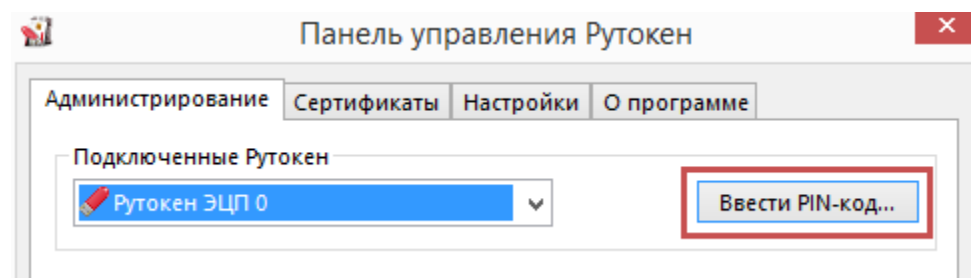 Панель управления Рутокен
Администрирование Сертификаты Настройки О программе
Подключенные Рутокен
Рутокен ЭЦП 0 Ввести PIN-код...